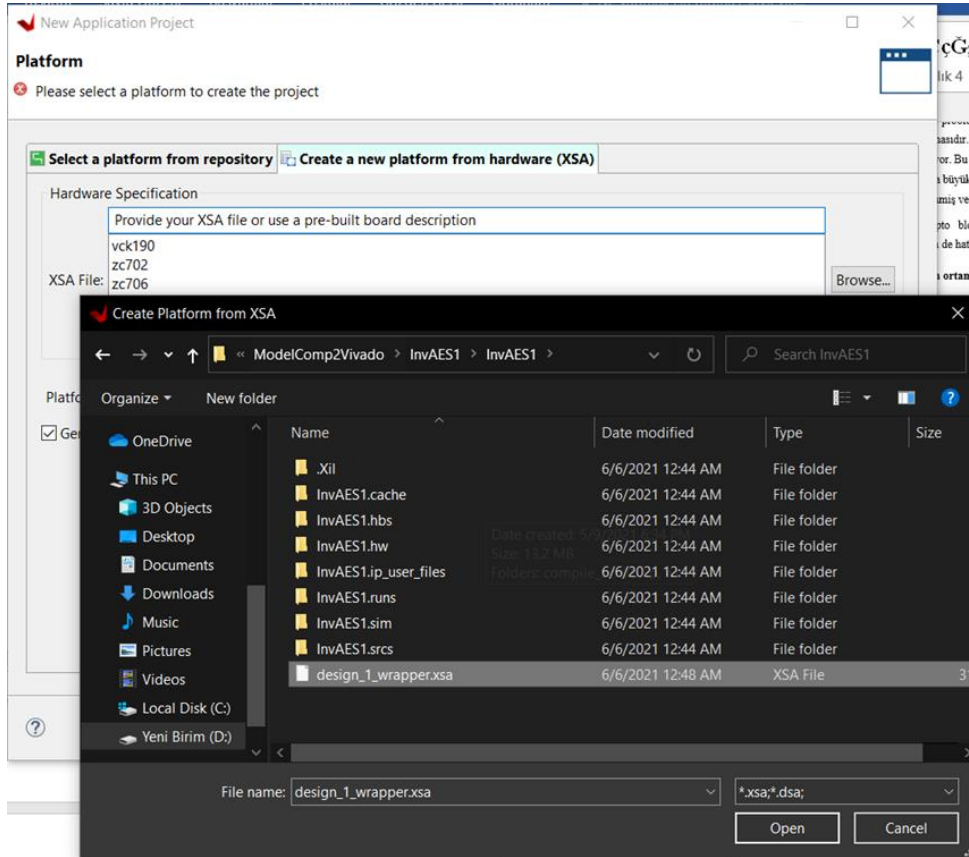 New Application Project
Platform
Please select a platform to create the project
Select a platform from repository
Create a new platform from hardware (XSA)
Hardware Specification
Provide your XSA file or use a pre-built board description
vck190
zc702
XSA File: zc706
Browse...
Create Platform from XSA
« ModelComp2Vivado > InvAES1 > InvAES1 >
Search InvAES1
Organize
New folder
Name Date modified Type Size
OneDrive
This PC
3D Objects
Desktop
Documents
Downloads
Music
Pictures
Videos
Local Disk (C:)
Yeni Birim (D:)
.Xil 6/6/2021 12:44 AM File folder
InvAES1.cache 6/6/2021 12:44 AM File folder
InvAES1.hbs 6/6/2021 12:44 AM File folder
InvAES1.hw 6/6/2021 12:44 AM File folder
InvAES1.ip_user_files 6/6/2021 12:44 AM File folder
InvAES1.runs 6/6/2021 12:44 AM File folder
InvAES1.sim 6/6/2021 12:44 AM File folder
InvAES1.srcs 6/6/2021 12:44 AM File folder
design_1_wrapper.xsa 6/6/2021 12:48 AM XSA File
File name: design_1_wrapper.xsa
*.xsa;*.dsa;
Open
Cancel